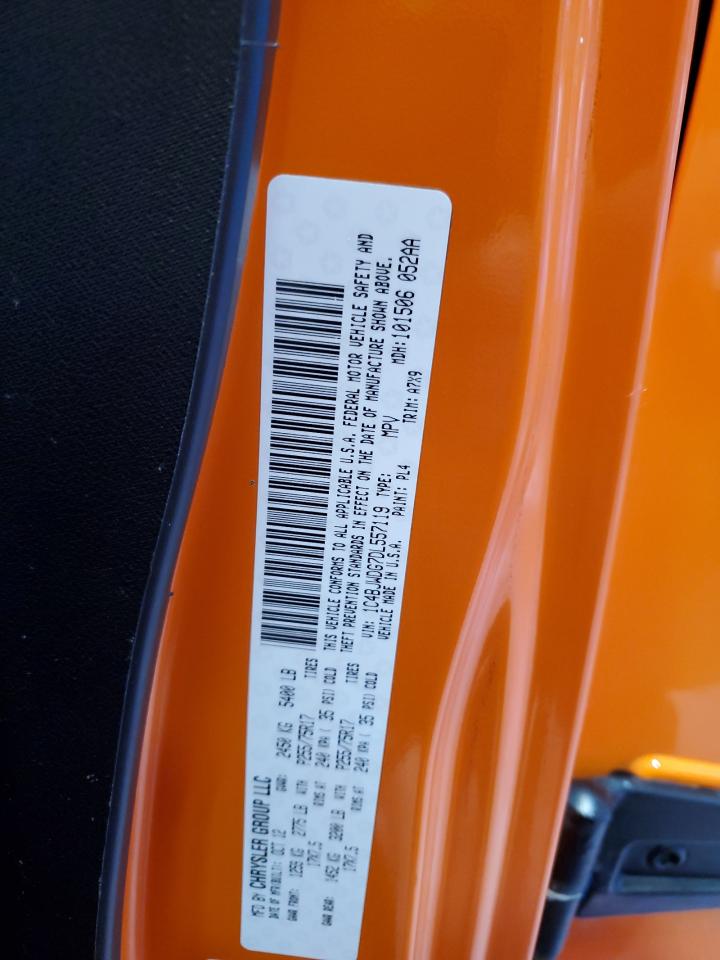 MFD BY CHRYSLER GROUP LLC
DATE OF MFR(BUILT): OCT 12 GVWR: 2450 KG 5400 LB
GAWR FRONT: 1259 KG 2775 LB WITH P255/75R17 TIRES
17X7.5 RIMS AT 240 KPA ( 35 PSI) COLD
GAWR REAR: 1452 KG 3200 LB WITH P255/75R17 TIRES
17X7.5 RIMS AT 240 KPA ( 35 PSI) COLD
THIS VEHICLE CONFORMS TO ALL APPLICABLE U.S.A. FEDERAL MOTOR VEHICLE SAFETY AND
THEFT PREVENTION STANDARDS IN EFFECT ON THE DATE OF MANUFACTURE SHOWN ABOVE.
VIN: 1C4BJWDG7DL557119 TYPE: MPV MDH:101506 052AA
VEHICLE MADE IN U.S.A. PAINT: PL4 TRIM: A7X9